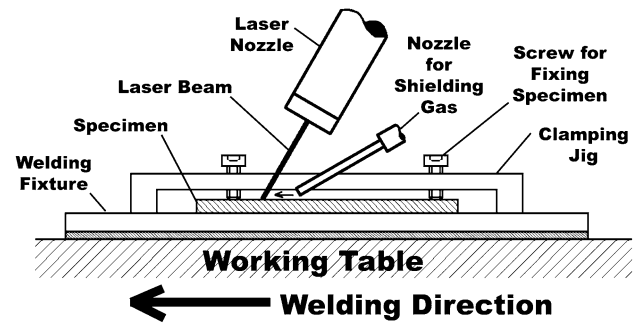 Laser
Nozzle
Nozzle
for
Shielding
Gas
Screw for
Fixing
Specimen
Laser Beam
Specimen
Clamping
Jig
Welding
Fixture
Working Table
Welding Direction